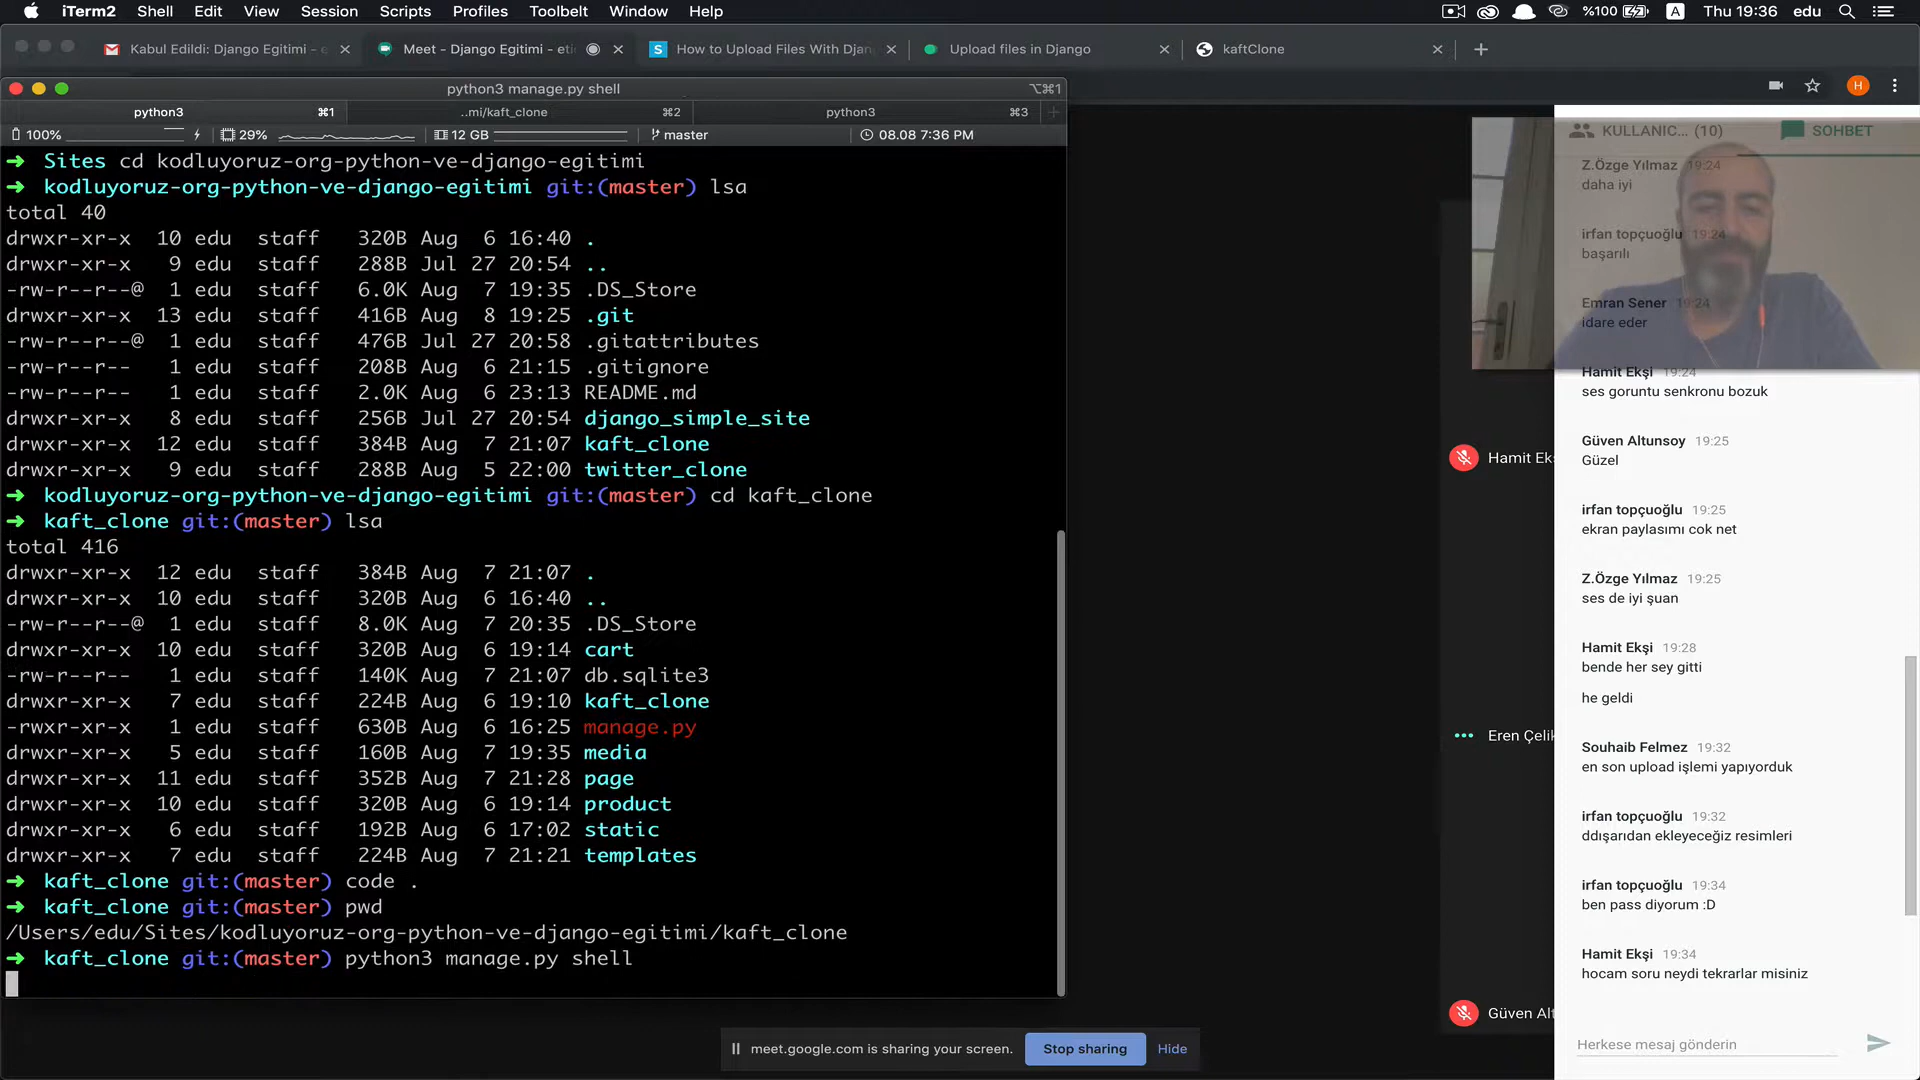 iTerm2 Shell Edit View Session Scripts Profiles Toolbelt Window Help
%100 A Thu 19:36 edu
Kabul Edildi: Django Egitimi - e
Meet - Django Egitimi - eti
S How to Upload Files With Djan
Upload files in Django
kaftClone
H
python3 manage.py shell ⌥⌘1
python3 ⌘1 ..mi/kaft_clone ⌘2 python3 ⌘3
100% 29% 12 GB master 08.08 7:36 PM
➜ Sites cd kodluyoruz-org-python-ve-django-egitimi
➜ kodluyoruz-org-python-ve-django-egitimi git:(master) lsa
total 40
drwxr-xr-x 10 edu staff 320B Aug 6 16:40 .
drwxr-xr-x 9 edu staff 288B Jul 27 20:54 ..
-rw-r--r--@ 1 edu staff 6.0K Aug 7 19:35 .DS_Store
drwxr-xr-x 13 edu staff 416B Aug 8 19:25 .git
-rw-r--r--@ 1 edu staff 476B Jul 27 20:58 .gitattributes
-rw-r--r-- 1 edu staff 208B Aug 6 21:15 .gitignore
-rw-r--r-- 1 edu staff 2.0K Aug 6 23:13 README.md
drwxr-xr-x 8 edu staff 256B Jul 27 20:54 django_simple_site
drwxr-xr-x 12 edu staff 384B Aug 7 21:07 kaft_clone
drwxr-xr-x 9 edu staff 288B Aug 5 22:00 twitter_clone
➜ kodluyoruz-org-python-ve-django-egitimi git:(master) cd kaft_clone
➜ kaft_clone git:(master) lsa
total 416
drwxr-xr-x 12 edu staff 384B Aug 7 21:07 .
drwxr-xr-x 10 edu staff 320B Aug 6 16:40 ..
-rw-r--r--@ 1 edu staff 8.0K Aug 7 20:35 .DS_Store
drwxr-xr-x 10 edu staff 320B Aug 6 19:14 cart
-rw-r--r-- 1 edu staff 140K Aug 7 21:07 db.sqlite3
drwxr-xr-x 7 edu staff 224B Aug 6 19:10 kaft_clone
-rwxr-xr-x 1 edu staff 630B Aug 6 16:25 manage.py
drwxr-xr-x 5 edu staff 160B Aug 7 19:35 media
drwxr-xr-x 11 edu staff 352B Aug 7 21:28 page
drwxr-xr-x 10 edu staff 320B Aug 6 19:14 product
drwxr-xr-x 6 edu staff 192B Aug 6 17:02 static
drwxr-xr-x 7 edu staff 224B Aug 7 21:21 templates
➜ kaft_clone git:(master) code .
➜ kaft_clone git:(master) pwd
/Users/edu/Sites/kodluyoruz-org-python-ve-django-egitimi/kaft_clone
➜ kaft_clone git:(master) python3 manage.py shell
Hamit Ekş
Eren Çelik
Güven Alt
KULLANIC... (10) SOHBET
Z.Özge Yılmaz 19:24
daha iyi
irfan topçuoğlu 19:24
başarılı
Emran Sener 19:24
idare eder
Hamit Ekşi 19:24
ses goruntu senkronu bozuk
Güven Altunsoy 19:25
Güzel
irfan topçuoğlu 19:25
ekran paylasımı cok net
Z.Özge Yılmaz 19:25
ses de iyi şuan
Hamit Ekşi 19:28
bende her sey gitti
he geldi
Souhaib Felmez 19:32
en son upload işlemi yapıyorduk
irfan topçuoğlu 19:32
ddışarıdan ekleyeceğiz resimleri
irfan topçuoğlu 19:34
ben pass diyorum :D
Hamit Ekşi 19:34
hocam soru neydi tekrarlar misiniz
Herkese mesaj gönderin
meet.google.com is sharing your screen. Stop sharing Hide